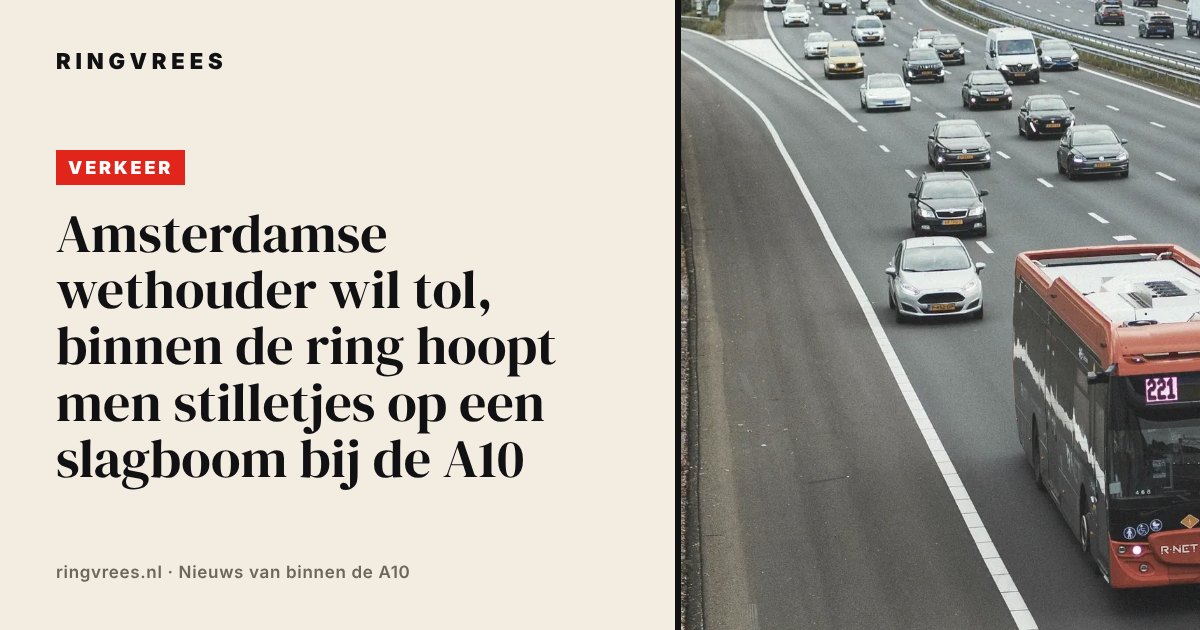 RINGVREES
VERKEER
Amsterdamse
wethouder wil tol,
binnen de ring hoopt
men stilletjes op een
slagboom bij de A10
ringvrees.nl · Nieuws van binnen de A10
221
468
R-NET